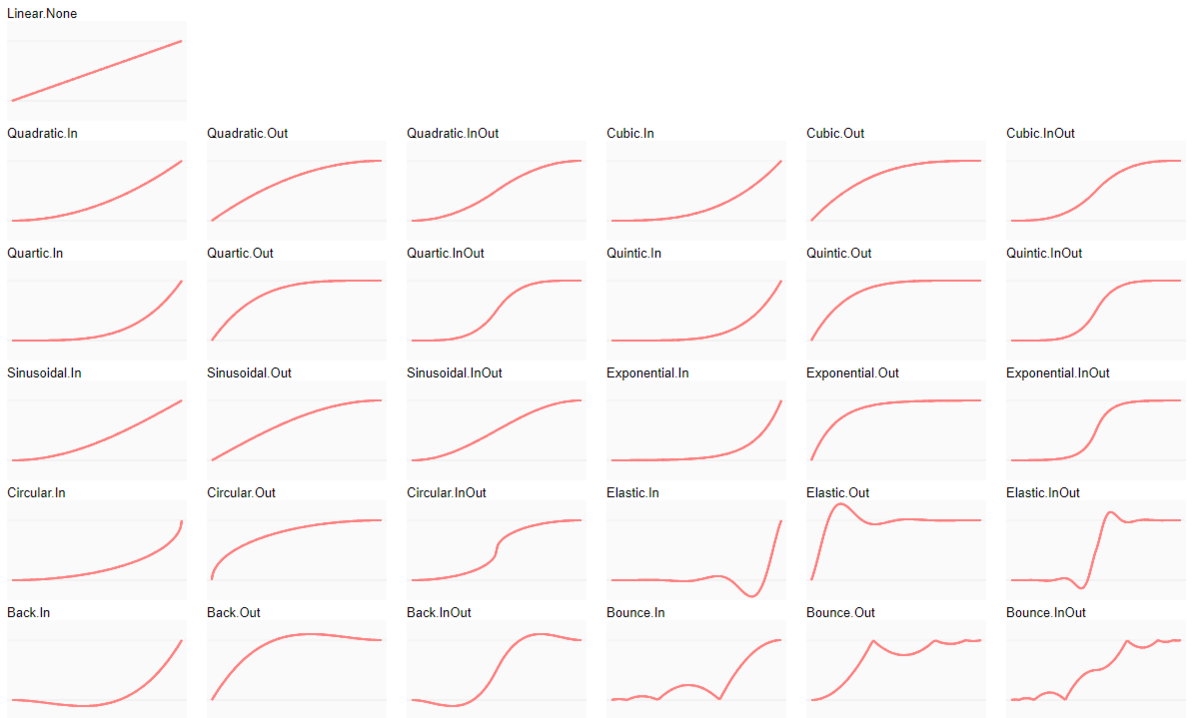 Linear.None
Quadratic.In Quadratic.Out Quadratic.InOut Cubic.In Cubic.Out Cubic.InOut
Quartic.In Quartic.Out Quartic.InOut Quintic.In Quintic.Out Quintic.InOut
Sinusoidal.In Sinusoidal.Out Sinusoidal.InOut Exponential.In Exponential.Out Exponential.InOut
Circular.In Circular.Out Circular.InOut Elastic.In Elastic.Out Elastic.InOut
Back.In Back.Out Back.InOut Bounce.In Bounce.Out Bounce.InOut